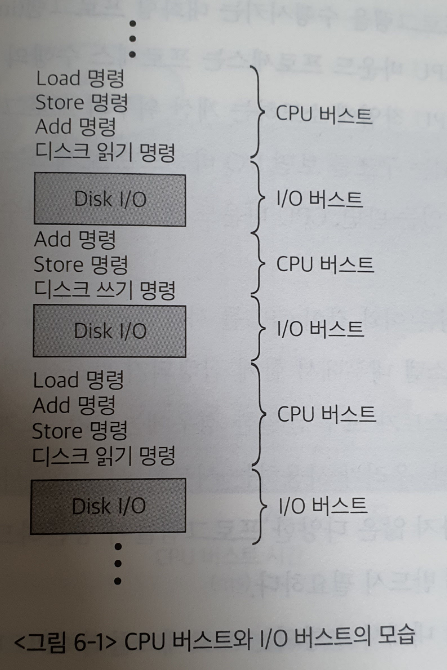 Load 명령
Store 명령
Add 명령
디스크 읽기 명령
CPU 버스트
Disk I/O
I/O 버스트
Add 명령
Store 명령
디스크 쓰기 명령
CPU 버스트
Disk I/O
I/O 버스트
Load 명령
Add 명령
Store 명령
디스크 읽기 명령
CPU 버스트
Disk I/O
I/O 버스트
<그림 6-1> CPU 버스트와 I/O 버스트의 모습